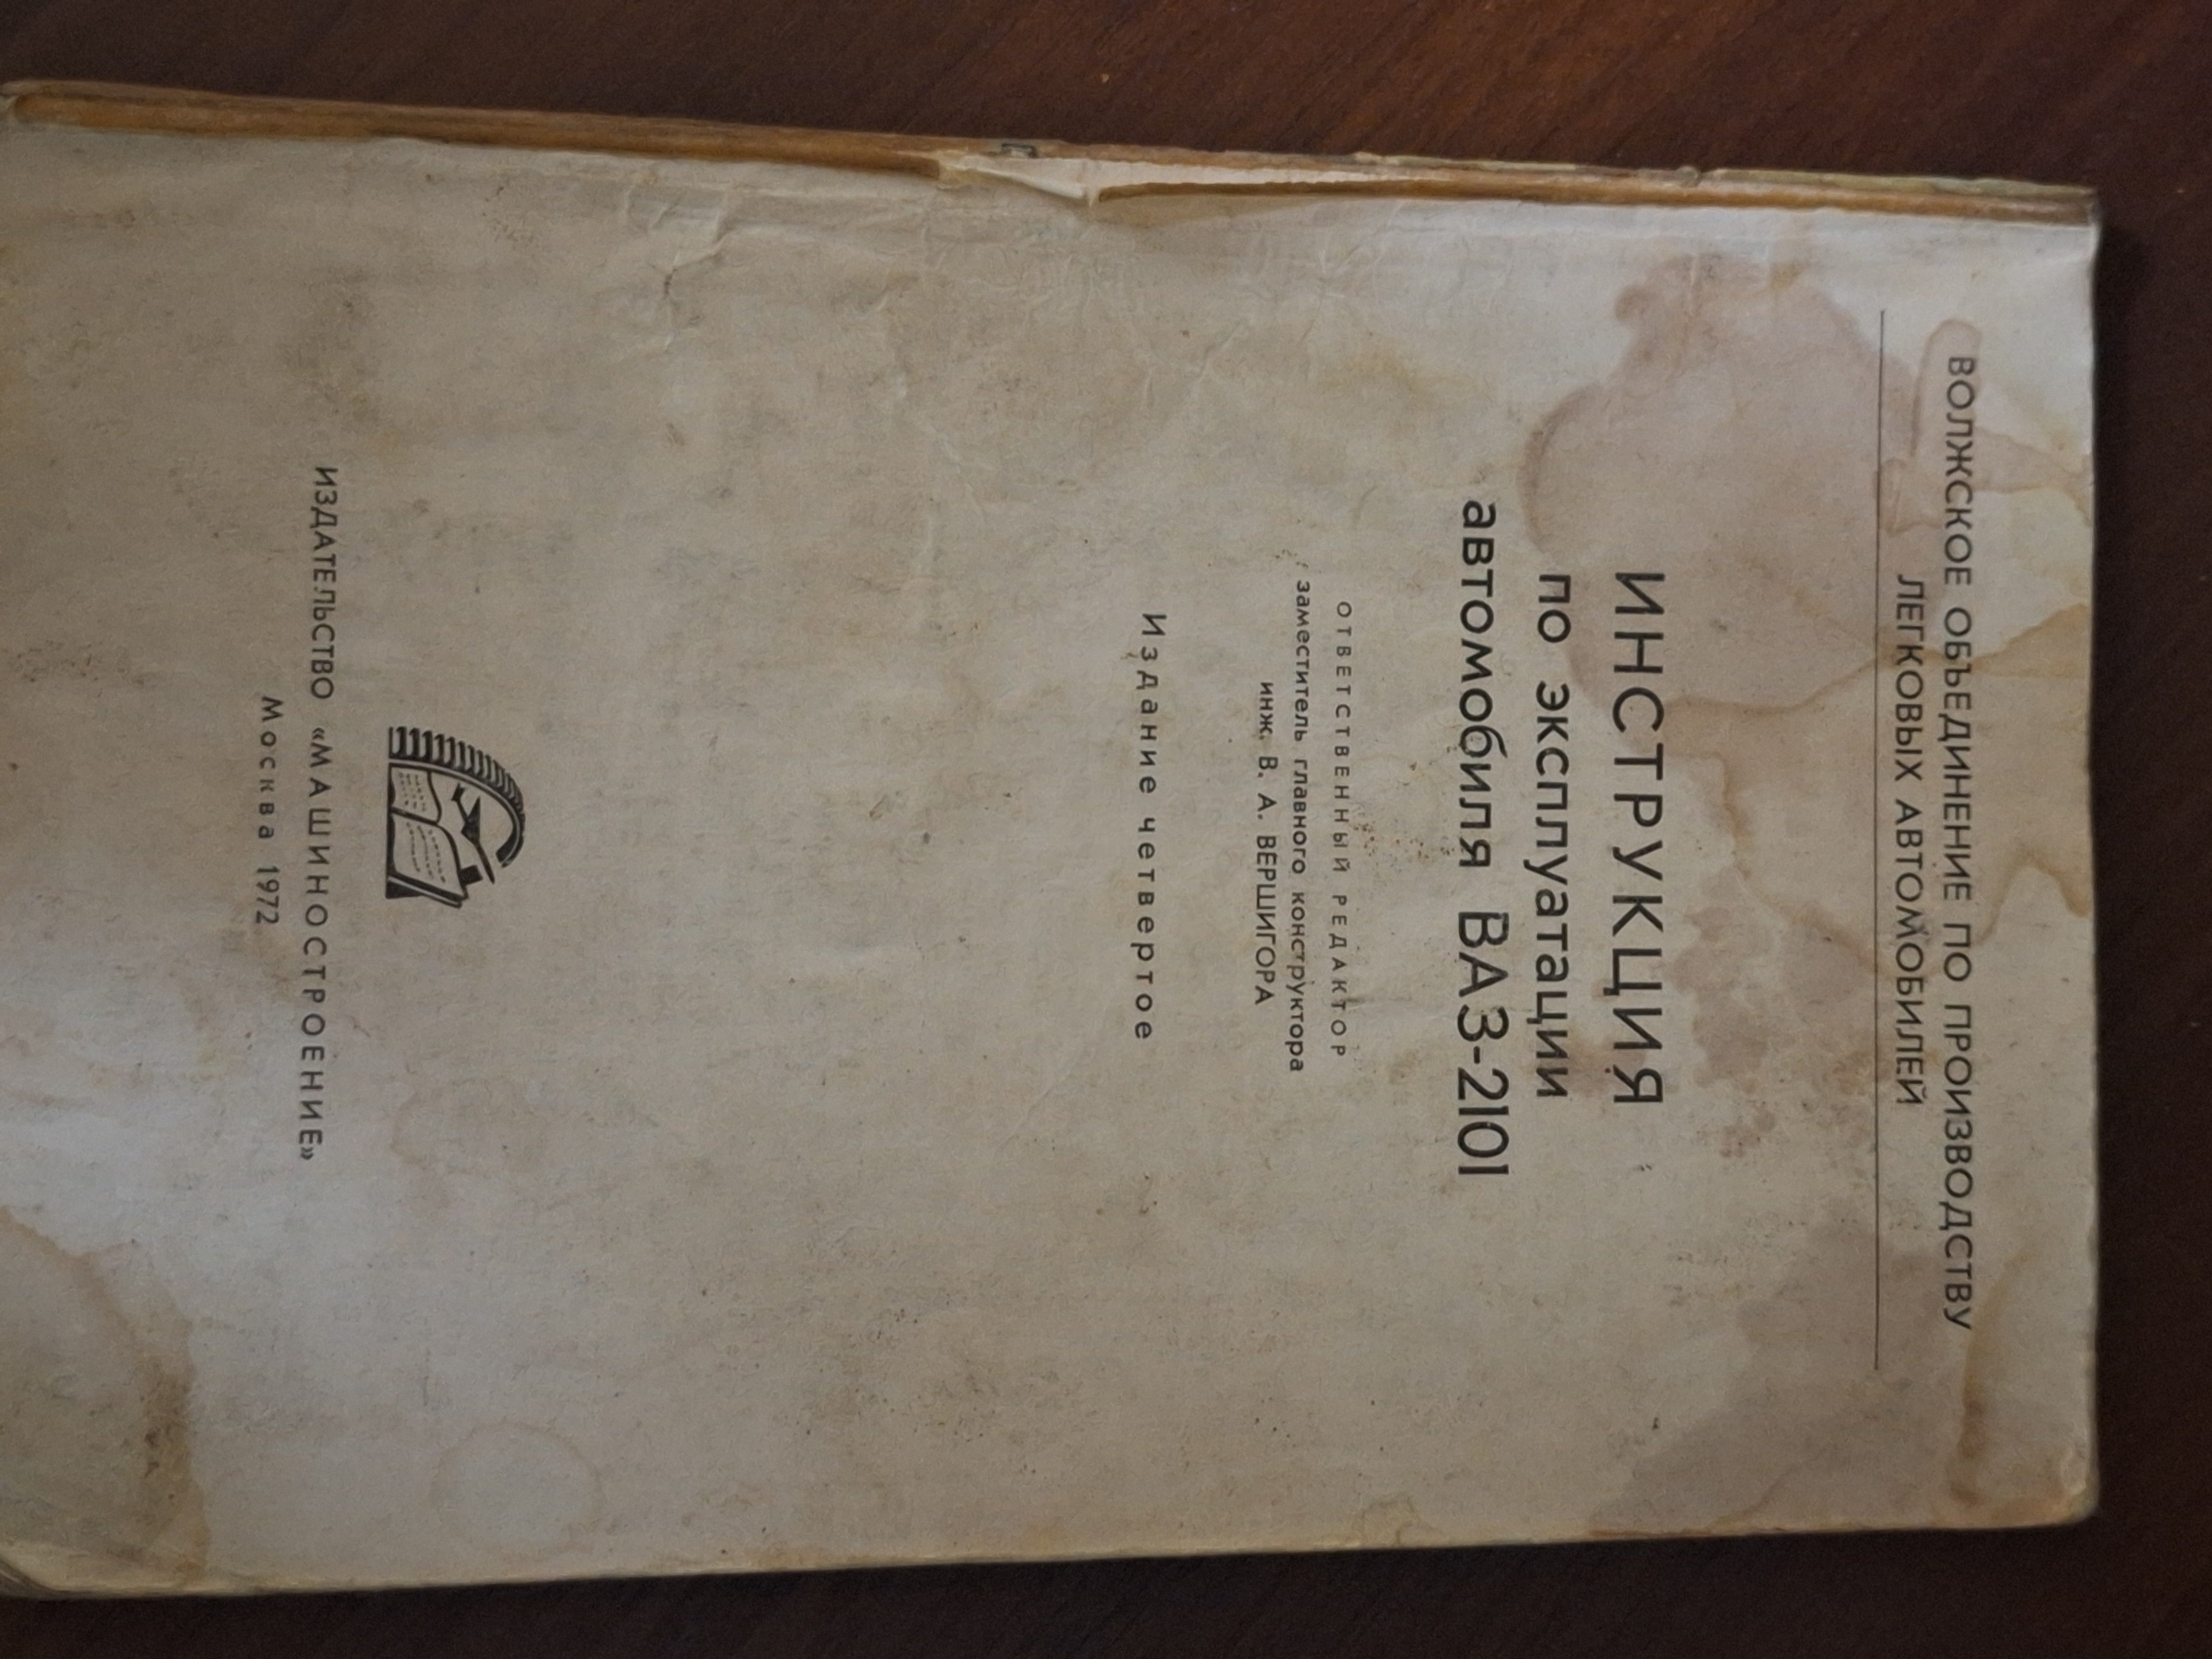 ВОЛЖСКОЕ ОБЪЕДИНЕНИЕ ПО ПРОИЗВОДСТВУ
ЛЕГКОВЫХ АВТОМОБИЛЕЙ
ИНСТРУКЦИЯ
по эксплуатации
автомобиля ВАЗ-2101
ОТВЕТСТВЕННЫЙ РЕДАКТОР
заместитель главного конструктора
инж. В. А. ВЕРШИГОРА
Издание четвертое
ИЗДАТЕЛЬСТВО «МАШИНОСТРОЕНИЕ»
Москва 1972